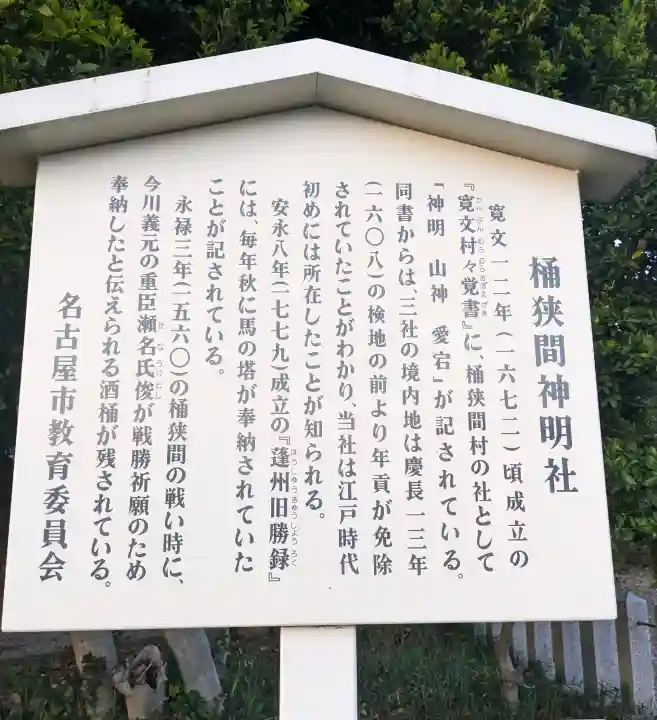 桶狭間神明社
寛文一二年(一六七二)頃成立の
『寛文村々覚書』に、桶狭間村の社として
「神明 山神 愛宕」が記されている。
同書からは、三社の境内地は慶長一三年
(一六〇八)の検地の前より年貢が免除
されていたことがわかり、当社は江戸時代
初めには所在したことが知られる。
安永八年(一七七九)成立の『蓬州旧勝録』
には、毎年秋に馬の塔が奉納されていた
ことが記されている。
永禄三年(一五六〇)の桶狭間の戦い時に、
今川義元の重臣瀬名氏俊が戦勝祈願のため
奉納したと伝えられる酒桶が残されている。
名古屋市教育委員会